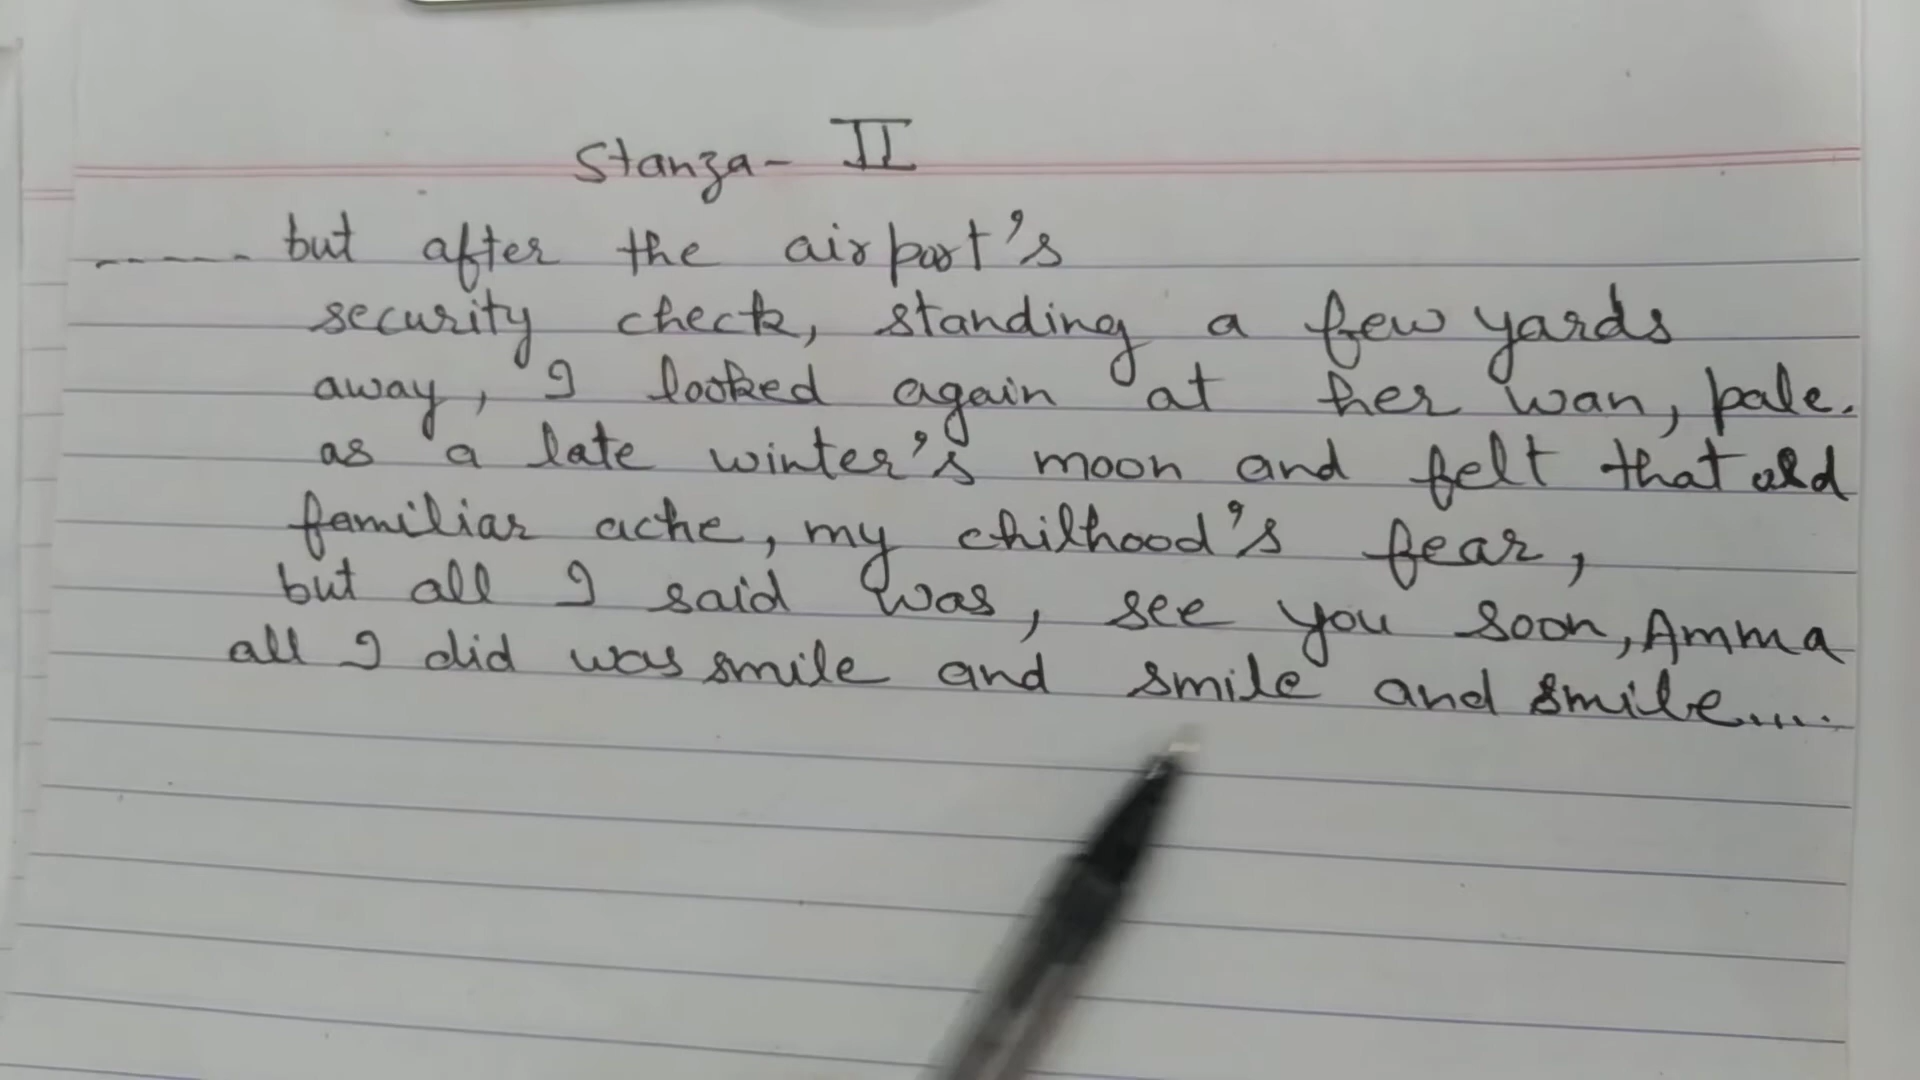 Stanza- II
...... but after the airport's
security check, standing a few yards
away, I looked again at her wan, pale.
as a late winter's moon and felt that old
familiar ache, my chilhood's fear,
but all I said was, see you soon, Amma
all I did was smile and smile and smile....